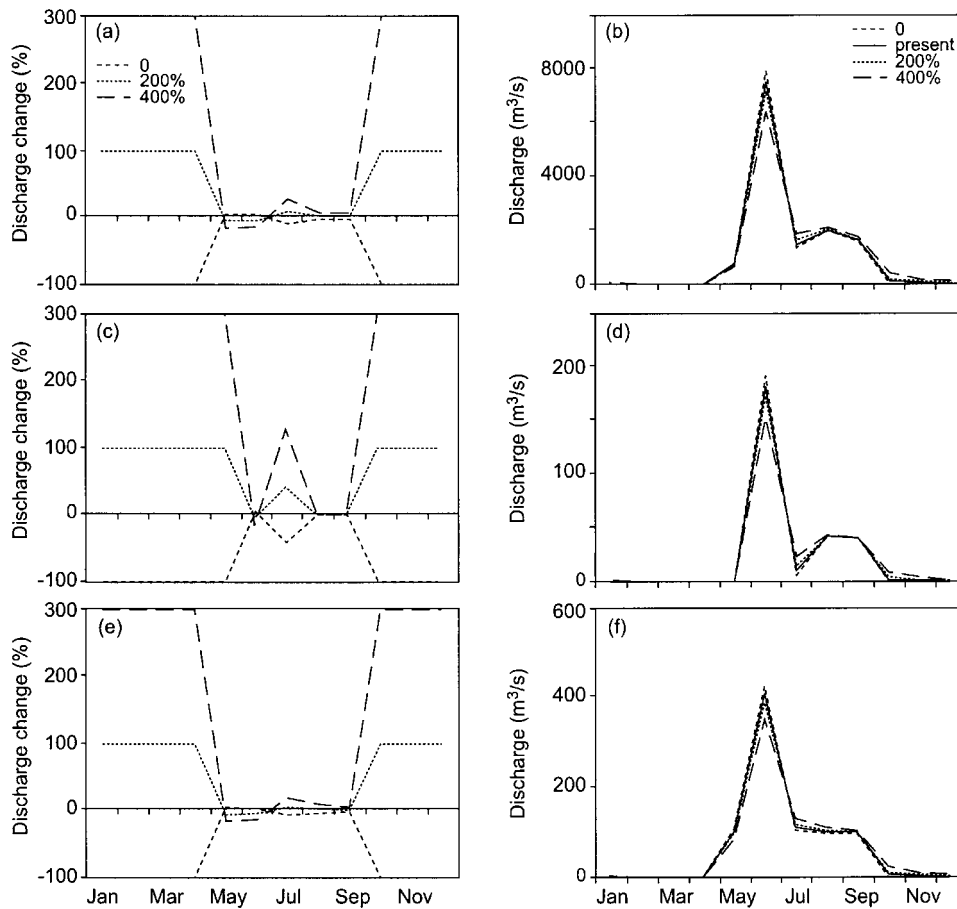 (a)
300
200
100
0
-100
Discharge change (%)
0
200%
400%
(b)
8000
4000
0
Discharge (m³/s)
0
present
200%
400%
(c)
300
200
100
0
-100
Discharge change (%)
(d)
200
100
0
Discharge (m³/s)
(e)
300
200
100
0
-100
Discharge change (%)
Jan Mar May Jul Sep Nov
(f)
600
400
200
0
Discharge (m³/s)
Jan Mar May Jul Sep Nov